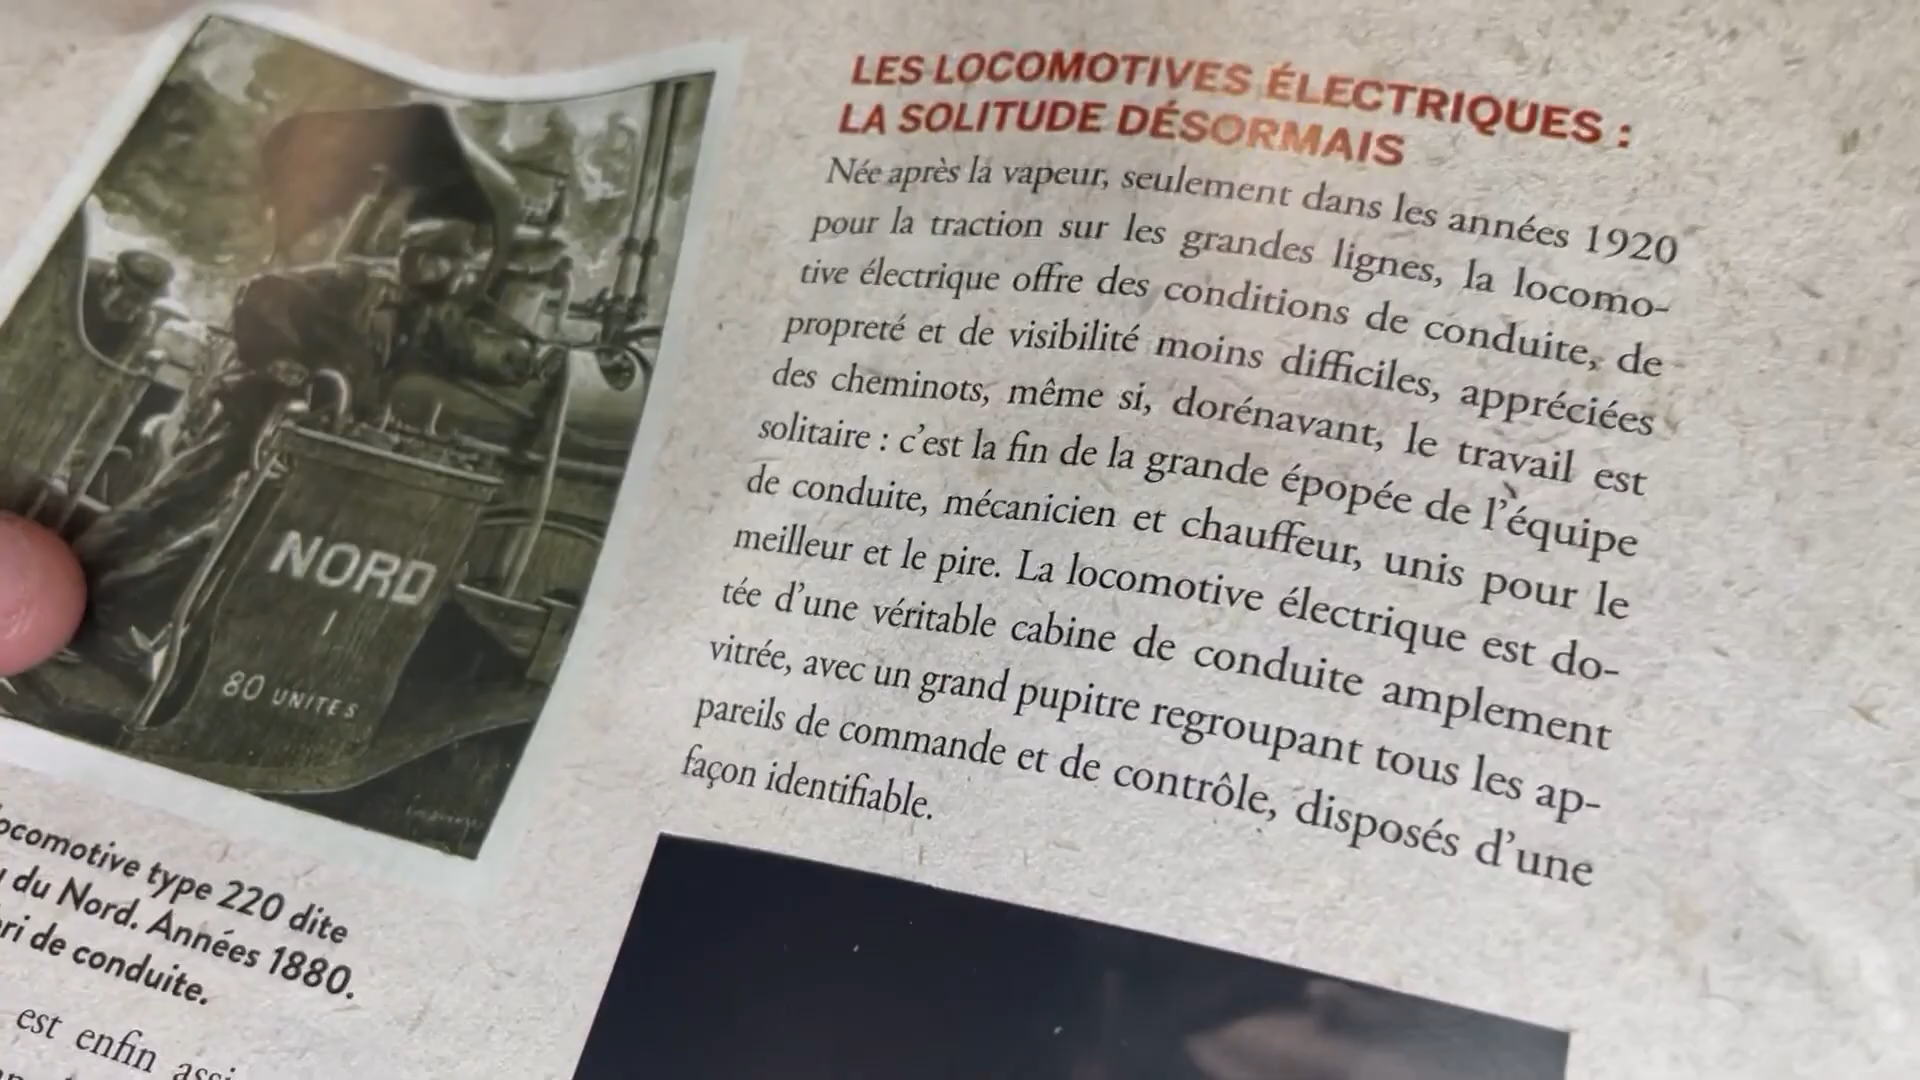 NORD
80 UNITES
locomotive type 220 dite
du Nord. Années 1880.
de conduite.
est enfin
LES LOCOMOTIVES ÉLECTRIQUES :
LA SOLITUDE DÉSORMAIS
Née après la vapeur, seulement dans les années 1920
pour la traction sur les grandes lignes, la locomo-
tive électrique offre des conditions de conduite, de
propreté et de visibilité moins difficiles, appréciées
des cheminots, même si, dorénavant, le travail est
solitaire : c'est la fin de la grande épopée de l'équipe
de conduite, mécanicien et chauffeur, unis pour le
meilleur et le pire. La locomotive électrique est do-
tée d'une véritable cabine de conduite amplement
vitrée, avec un grand pupitre regroupant tous les ap-
pareils de commande et de contrôle, disposés d'une
façon identifiable.